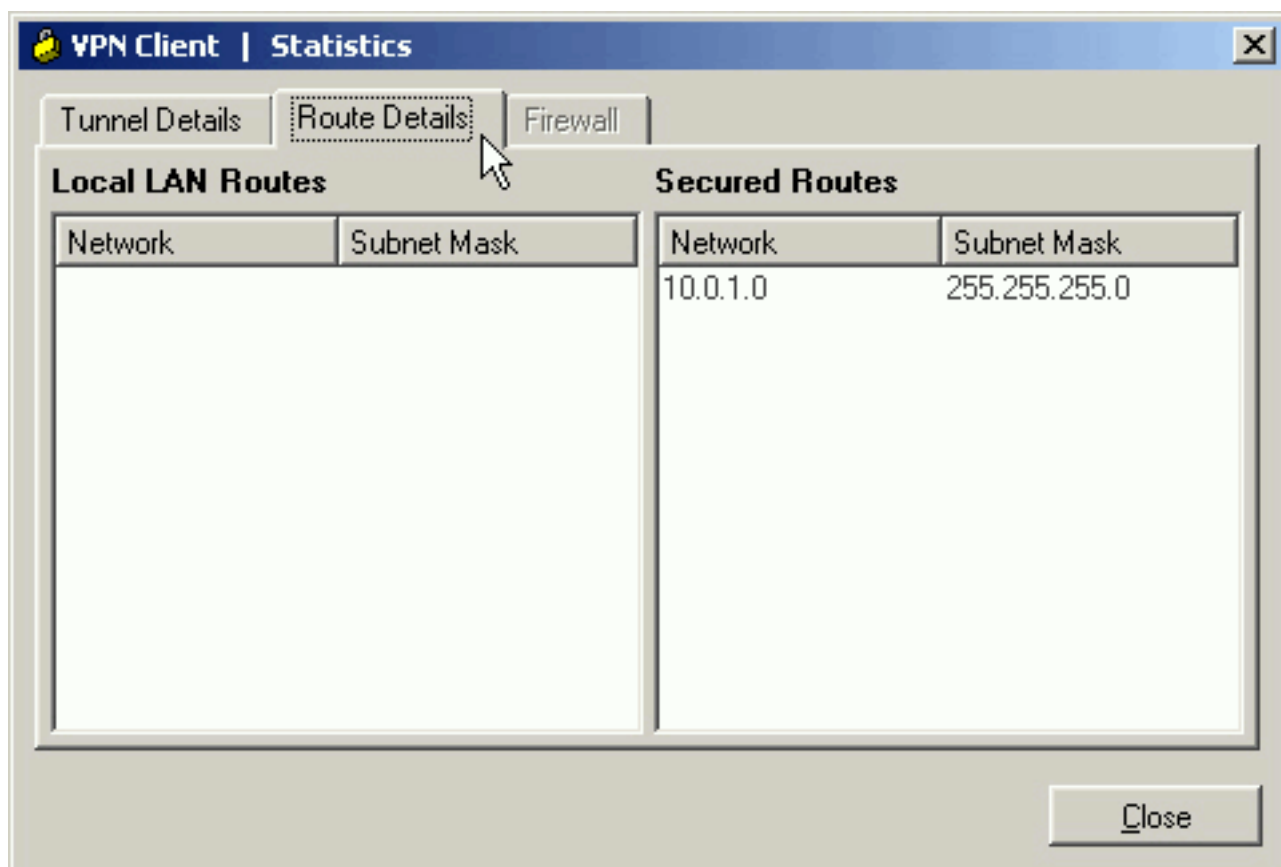 VPN Client | Statistics
Tunnel Details Route Details Firewall
Local LAN Routes Secured Routes
Network Subnet Mask Network Subnet Mask
10.0.1.0 255.255.255.0
Close